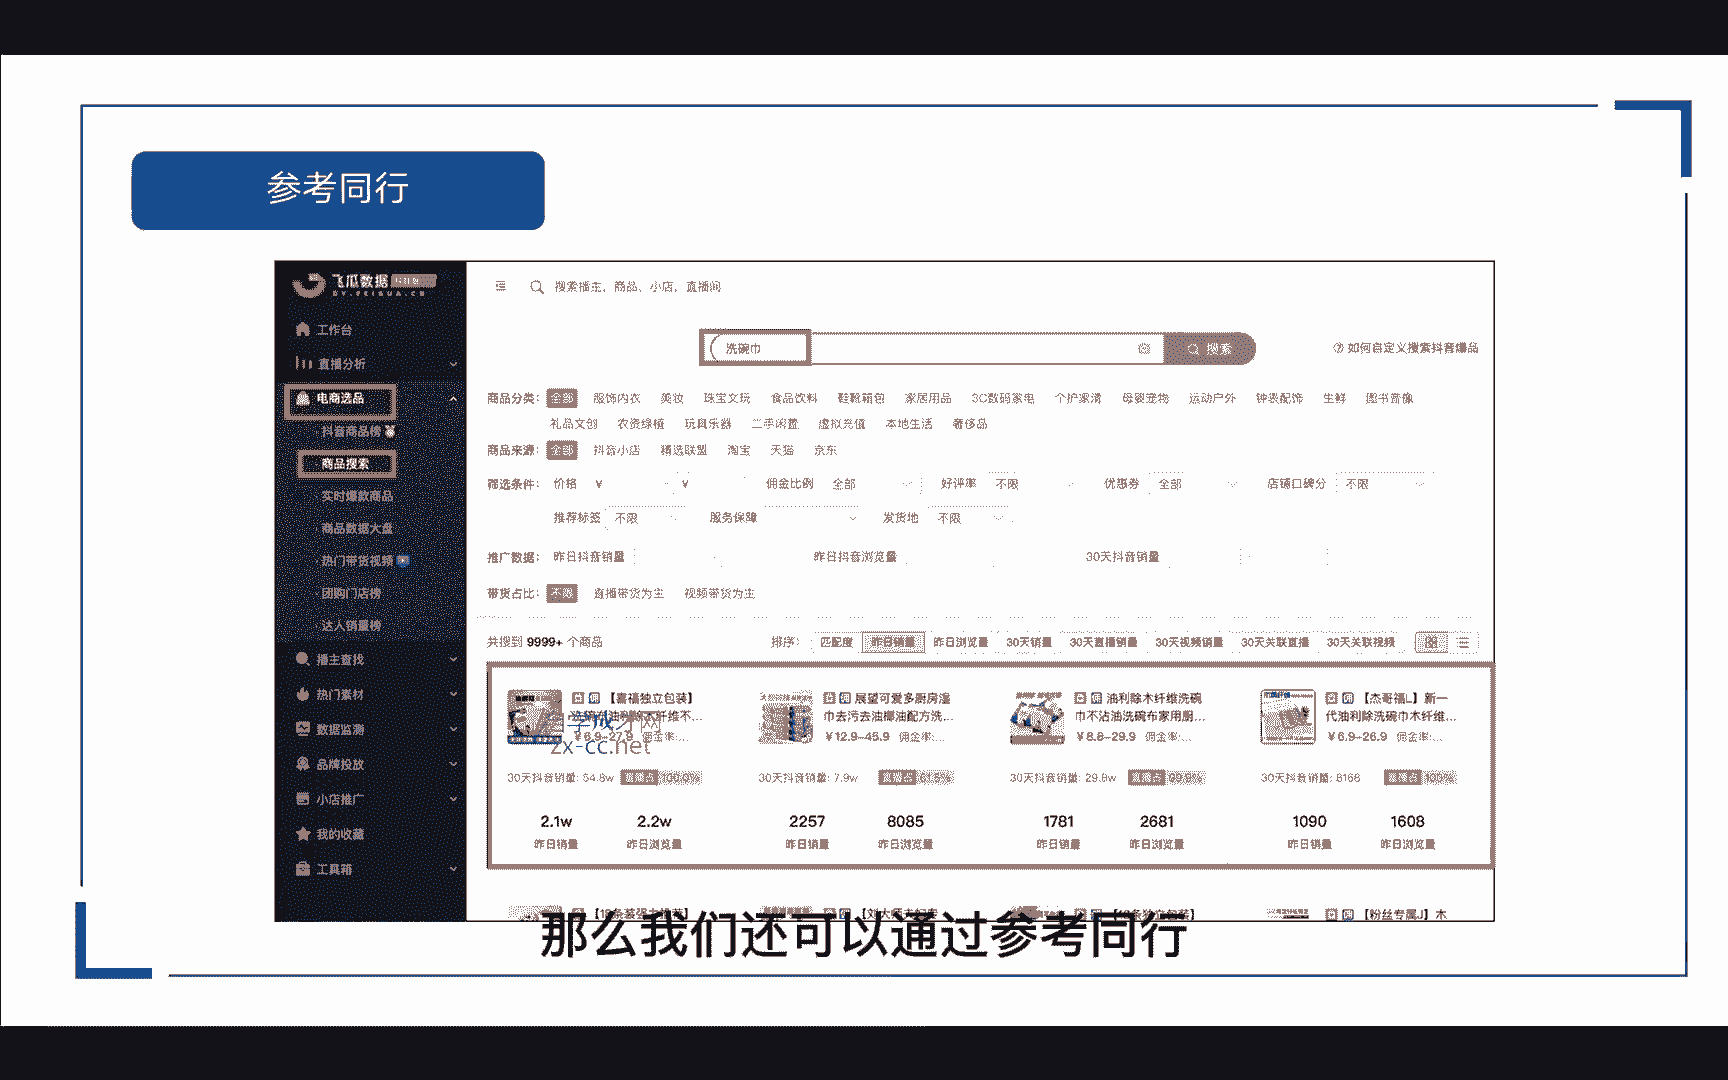 参考同行
飞瓜数据
DY.FEIGUA.CN
搜索播主、商品、小店、直播间
工作台
直播分析
电商选品
抖音商品榜
商品搜索
实时爆款商品
商品数据大盘
热门带货视频
团购门店榜
达人销量榜
播主查找
热门素材
数据监测
品牌投放
小店推广
我的收藏
工具箱
洗碗巾
搜索
如何自定义搜索抖音爆品
商品分类: 全部 服饰内衣 美妆 珠宝文玩 食品饮料 鞋靴箱包 家居用品 3C数码家电 个护家清 母婴宠物 运动户外 钟表配饰 生鲜 图书音像
礼品文创 农资绿植 玩具乐器 二手闲置 虚拟充值 本地生活 奢侈品
商品来源: 全部 抖音小店 精选联盟 淘宝 天猫 京东
筛选条件: 价格 ¥ - ¥ 佣金比例 全部 好评率 不限 优惠券 全部 店铺口碑分 不限
推荐标签 不限 服务保障 发货地 不限
推广数据: 昨日抖音销量 昨日抖音浏览量 30天抖音销量
带货占比: 不限 直播带货为主 视频带货为主
共搜到 9999+ 个商品
排序: 匹配度 昨日销量 昨日浏览量 30天销量 30天直播销量 30天视频销量 30天关联直播 30天关联视频
【喜福独立包装】
洗碗布油利除木纤维不...
¥6.9-27.9 佣金率:...
30天抖音销量: 54.8w 直播占 100.0%
2.1w 2.2w
昨日销量 昨日浏览量
展望可爱多厨房湿
巾去污去油椰油配方洗...
¥12.9-45.9 佣金率:...
30天抖音销量: 7.9w 直播占
2257 8085
昨日销量 昨日浏览量
油利除木纤维洗碗
巾不沾油洗碗布家用厨...
¥8.8-29.9 佣金率:...
30天抖音销量: 29.8w 直播占 99.9%
1781 2681
昨日销量 昨日浏览量
【杰哥福L】新一
代油利除洗碗巾木纤维...
¥6.9-26.9 佣金率:...
30天抖音销量: 8168 直播占 100%
1090 1608
昨日销量 昨日浏览量
自学成才网
zx-cc.net
【粉丝专属J】木
那么我们还可以通过参考同行